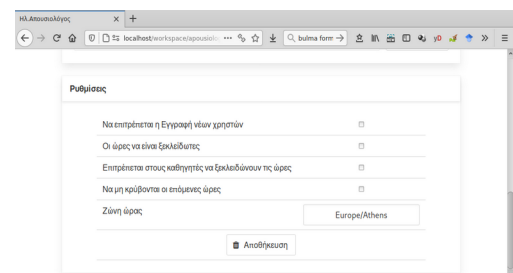 Ηλ.Απουσιολόγος
localhost/workspace/apousiolo
bulma form
Ρυθμίσεις
Να επιτρέπεται η Εγγραφή νέων χρηστών
Οι ώρες να είναι ξεκλείδωτες
Επιτρέπεται στους καθηγητές να ξεκλειδώνουν τις ώρες
Να μη κρύβονται οι επόμενες ώρες
Ζώνη ώρας
Europe/Athens
Αποθήκευση